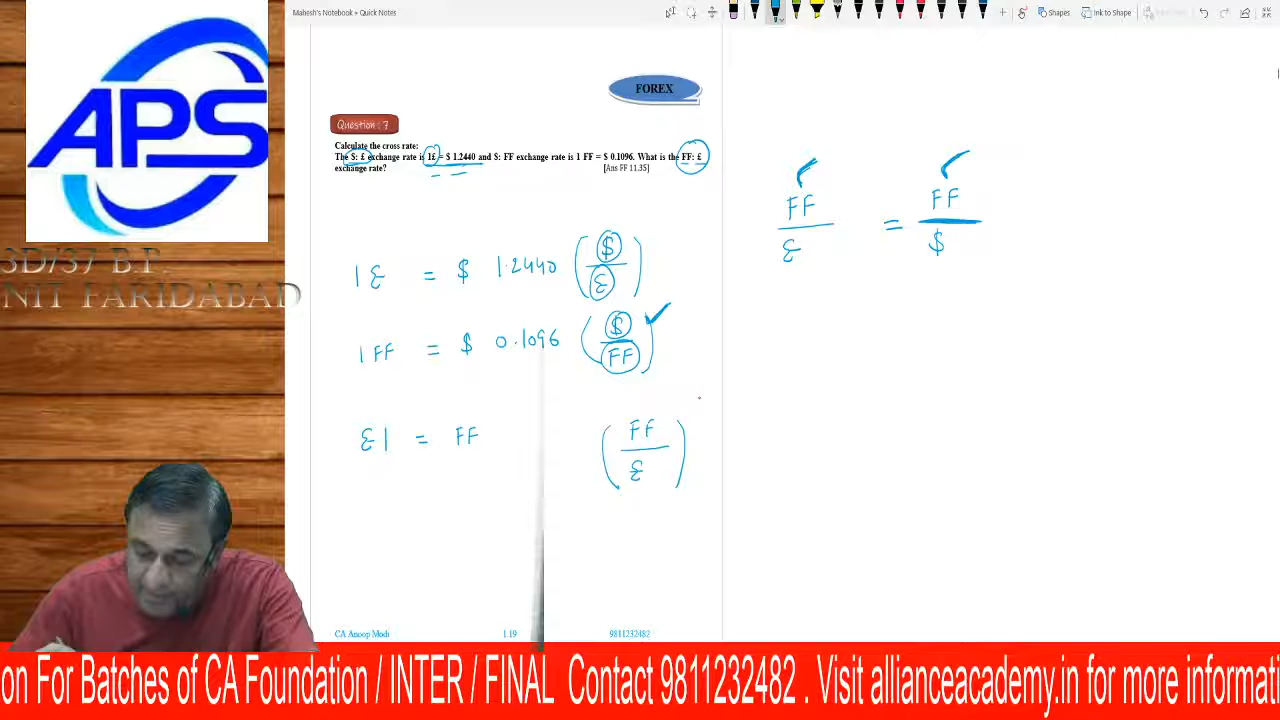 Mahesh's Notebook » Quick Notes
Shapes
Ink to Shape
APS
3D/37 B.P.
NIT FARIDABAD
FOREX
Question : 7
Calculate the cross rate:
The $: £ exchange rate is 1£ = $ 1.2440 and $: FF exchange rate is 1 FF = $ 0.1096. What is the FF: £
exchange rate? [Ans FF 11.35]
1 £ = $ 1.2440 ($/£)
1 FF = $ 0.1096 ($/FF)
£1 = FF (FF/£)
FF/£ = FF/$
CA Anoop Modi 1.19 9811232482
on For Batches of CA Foundation / INTER / FINAL Contact 9811232482 . Visit allianceacademy.in for more informati